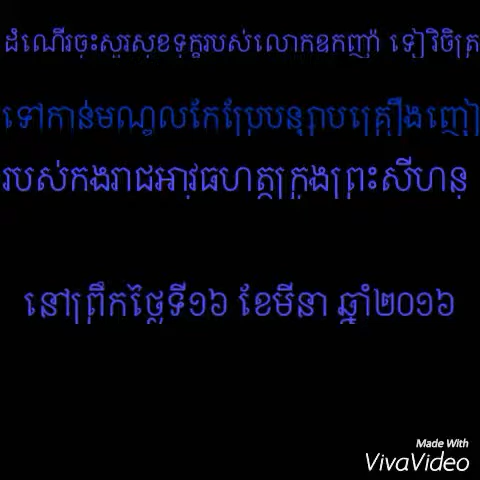 ដំណើរចុះសួរសុខទុក្ខរបស់លោកឧកញ៉ា ទៀ វិចិត្រ
ទៅកាន់មណ្ឌលកែប្រែបន្សាបគ្រឿងញៀ
របស់កងរាជអាវុធហត្ថក្រុងព្រះសីហនុ
នៅព្រឹកថ្ងៃទី១៦ ខែមីនា ឆ្នាំ២០១៦
Made With
VivaVideo